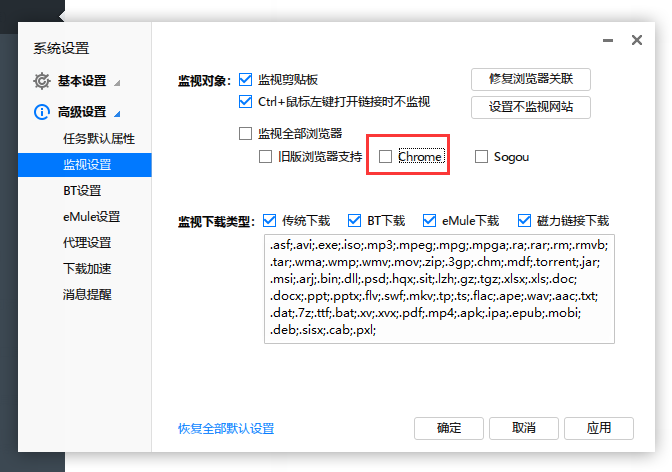 系统设置
基本设置
高级设置
任务默认属性
监视设置
BT设置
eMule设置
代理设置
下载加速
消息提醒
监视对象： 监视剪贴板
修复浏览器关联
Ctrl+鼠标左键打开链接时不监视
设置不监视网站
监视全部浏览器
旧版浏览器支持 Chrome Sogou
监视下载类型： 传统下载 BT下载 eMule下载 磁力链接下载
.asf;.avi;.exe;.iso;.mp3;.mpeg;.mpg;.mpga;.ra;.rar;.rm;.rmvb;
.tar;.wma;.wmp;.wmv;.mov;.zip;.3gp;.chm;.mdf;.torrent;.jar;
.msi;.arj;.bin;.dll;.psd;.hqx;.sit;.lzh;.gz;.tgz;.xlsx;.xls;.doc;
.docx;.ppt;.pptx;.flv;.swf;.mkv;.tp;.ts;.flac;.ape;.wav;.aac;.txt;
.dat;.7z;.ttf;.bat;.xv;.xvx;.pdf;.mp4;.apk;.ipa;.epub;.mobi;
.deb;.sisx;.cab;.pxl;
恢复全部默认设置 确定 取消 应用